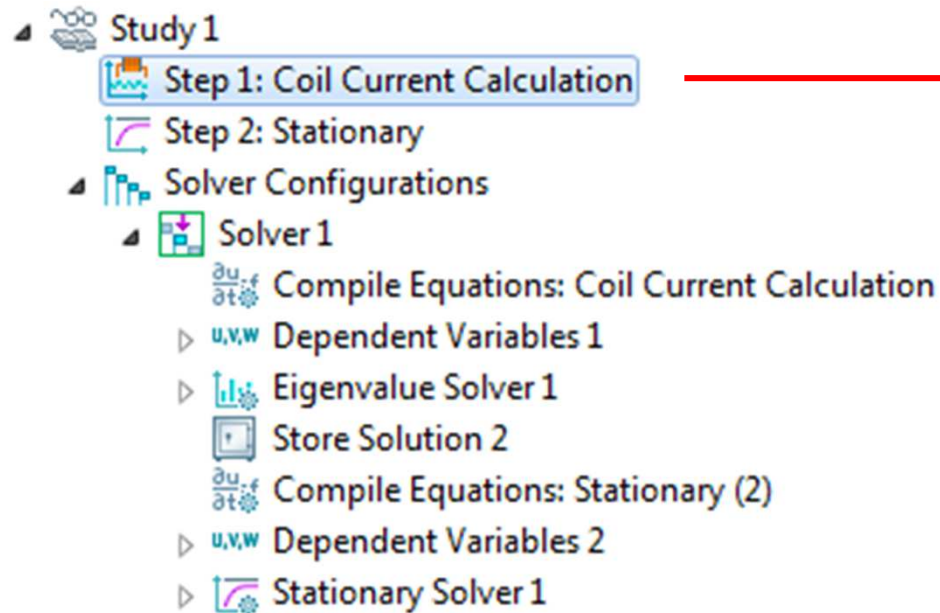 Study 1
Step 1: Coil Current Calculation
Step 2: Stationary
Solver Configurations
Solver 1
Compile Equations: Coil Current Calculation
Dependent Variables 1
Eigenvalue Solver 1
Store Solution 2
Compile Equations: Stationary (2)
Dependent Variables 2
Stationary Solver 1